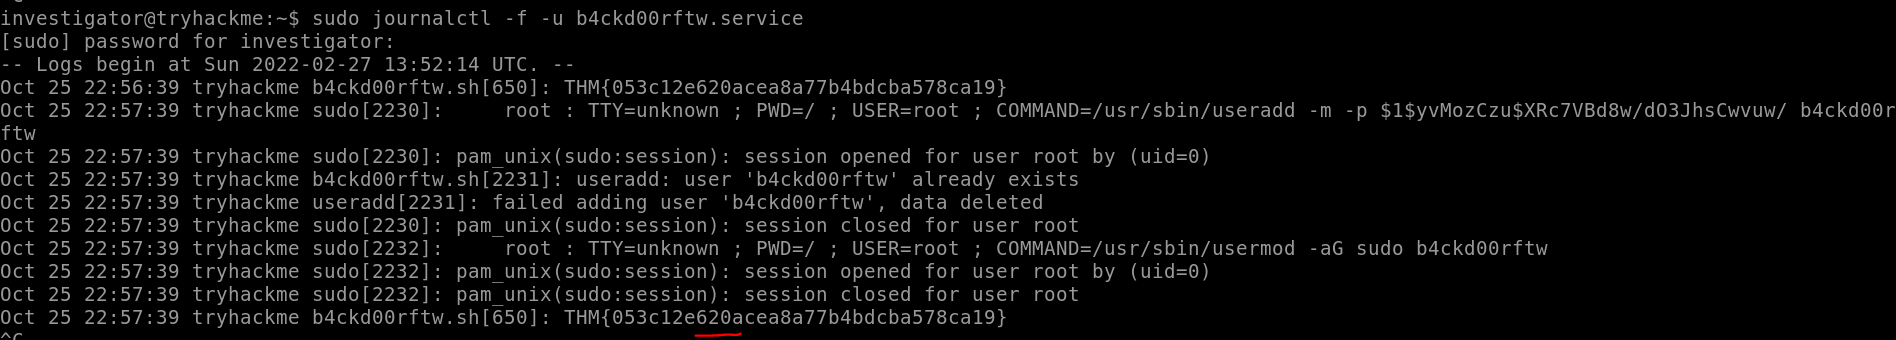 investigator@tryhackme:~$ sudo journalctl -f -u b4ckd00rftw.service
[sudo] password for investigator:
-- Logs begin at Sun 2022-02-27 13:52:14 UTC. --
Oct 25 22:56:39 tryhackme b4ckd00rftw.sh[650]: THM{053c12e620acea8a77b4bdcba578ca19}
Oct 25 22:57:39 tryhackme sudo[2230]:     root : TTY=unknown ; PWD=/ ; USER=root ; COMMAND=/usr/sbin/useradd -m -p $1$yvMozCzu$XRc7VBd8w/dO3JhsCwvuw/ b4ckd00r
ftw
Oct 25 22:57:39 tryhackme sudo[2230]: pam_unix(sudo:session): session opened for user root by (uid=0)
Oct 25 22:57:39 tryhackme b4ckd00rftw.sh[2231]: useradd: user 'b4ckd00rftw' already exists
Oct 25 22:57:39 tryhackme useradd[2231]: failed adding user 'b4ckd00rftw', data deleted
Oct 25 22:57:39 tryhackme sudo[2230]: pam_unix(sudo:session): session closed for user root
Oct 25 22:57:39 tryhackme sudo[2232]:     root : TTY=unknown ; PWD=/ ; USER=root ; COMMAND=/usr/sbin/usermod -aG sudo b4ckd00rftw
Oct 25 22:57:39 tryhackme sudo[2232]: pam_unix(sudo:session): session opened for user root by (uid=0)
Oct 25 22:57:39 tryhackme sudo[2232]: pam_unix(sudo:session): session closed for user root
Oct 25 22:57:39 tryhackme b4ckd00rftw.sh[650]: THM{053c12e620acea8a77b4bdcba578ca19}